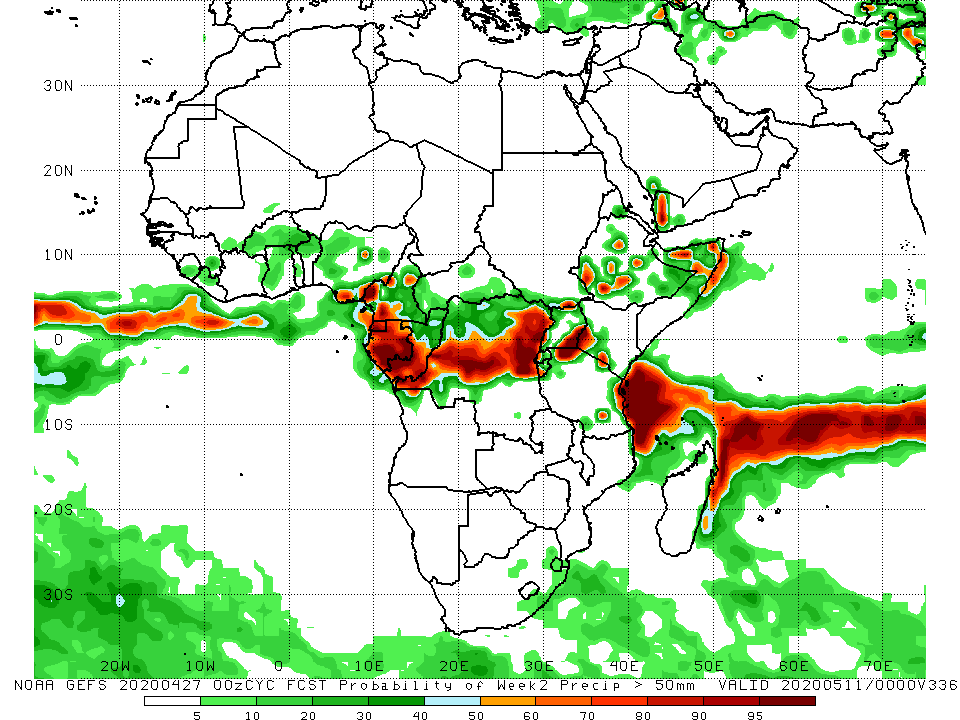 30N
20N
10N
0
10S
20S
30S
20W 10W 0 10E 20E 30E 40E 50E 60E 70E
NOAA GEFS 20200427 00zCYC FCST Probability of Week2 Precip > 50mm VALID 20200511/0000V336
5 10 20 30 40 50 60 70 80 90 95